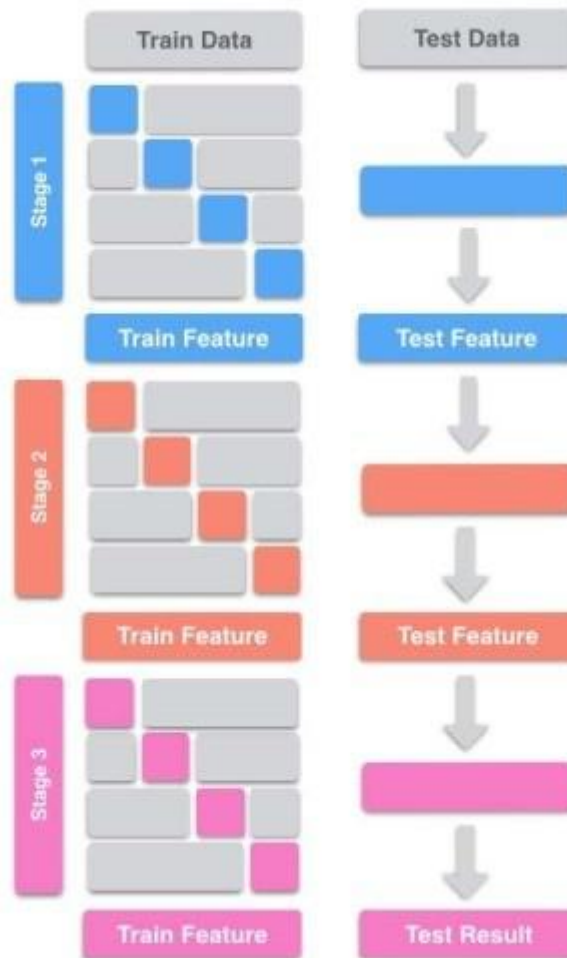 Train Data
Test Data
Stage 1
Train Feature
Test Feature
Stage 2
Train Feature
Test Feature
Stage 3
Train Feature
Test Result